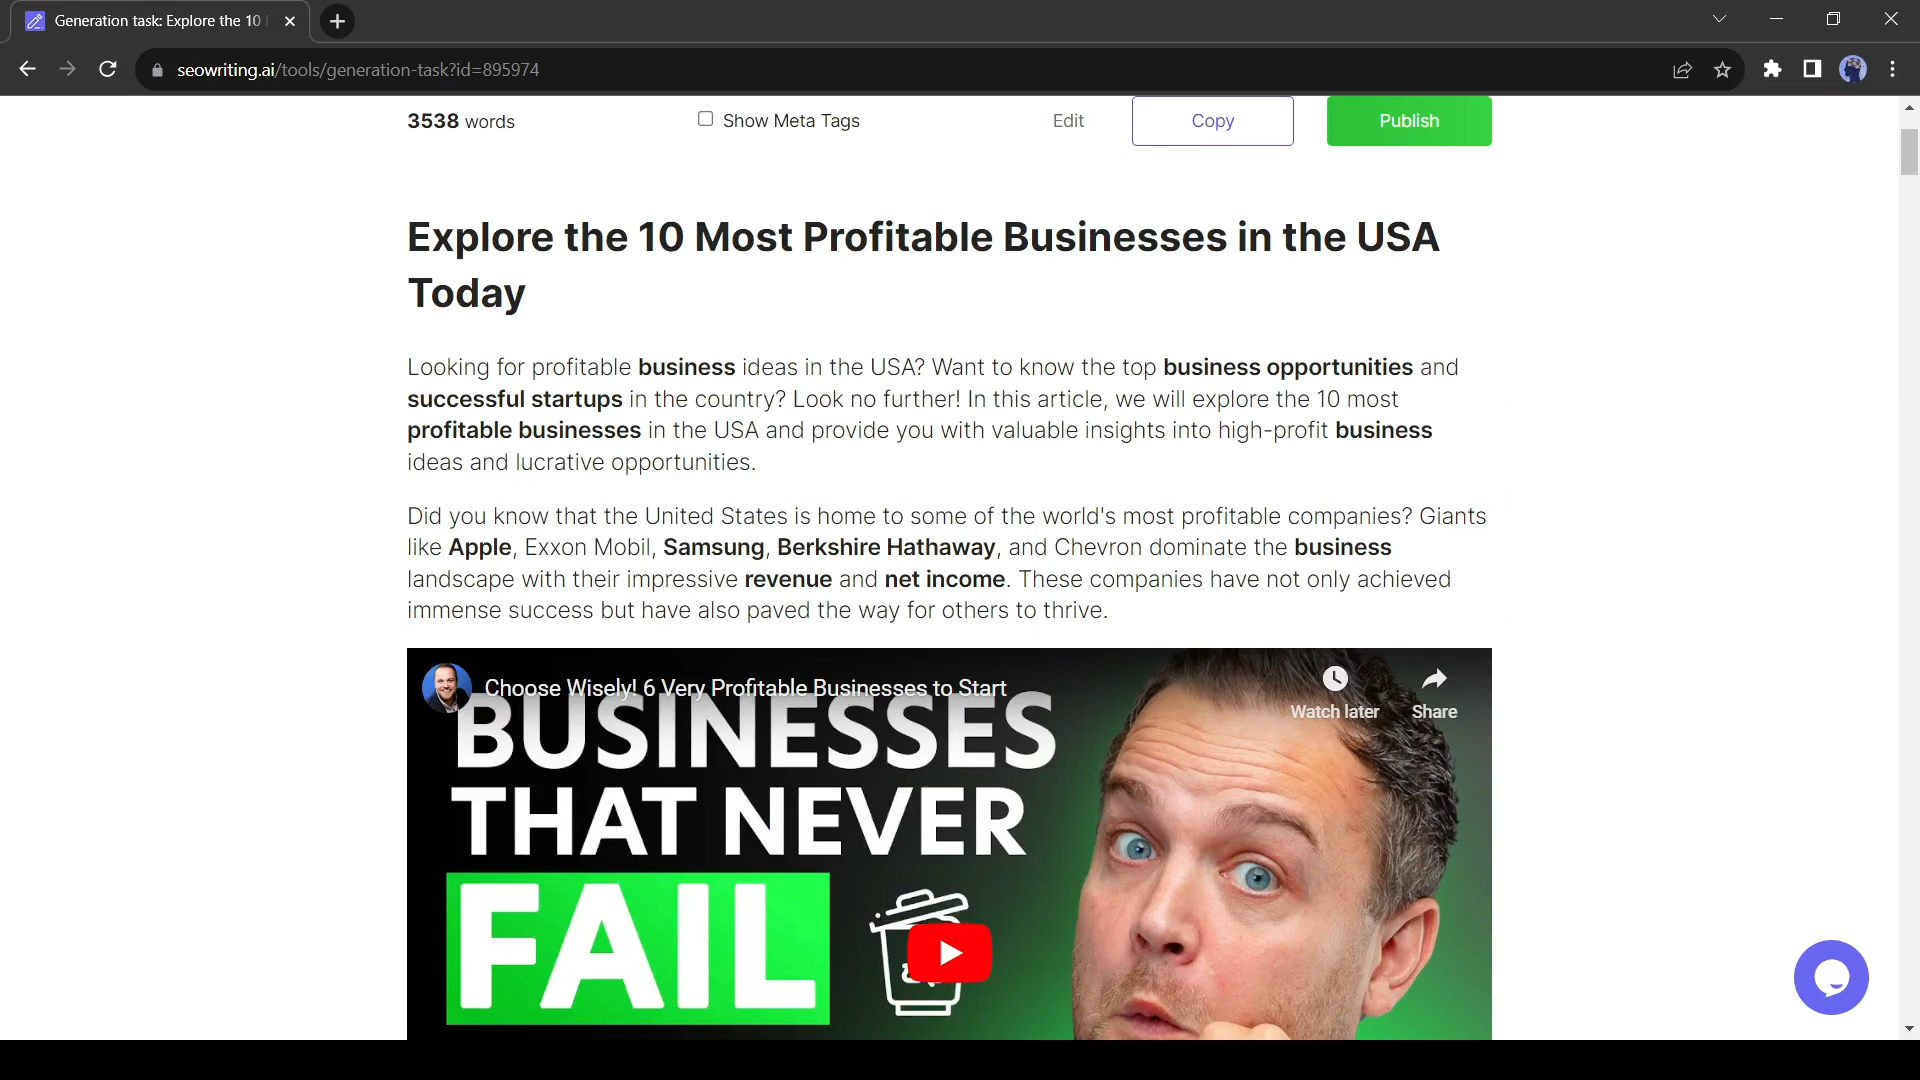 Generation task: Explore the 10
seowriting.ai/tools/generation-task?id=895974
3538 words
Show Meta Tags
Edit
Copy
Publish
Explore the 10 Most Profitable Businesses in the USA
Today
Looking for profitable business ideas in the USA? Want to know the top business opportunities and
successful startups in the country? Look no further! In this article, we will explore the 10 most
profitable businesses in the USA and provide you with valuable insights into high-profit business
ideas and lucrative opportunities.
Did you know that the United States is home to some of the world's most profitable companies? Giants
like Apple, Exxon Mobil, Samsung, Berkshire Hathaway, and Chevron dominate the business
landscape with their impressive revenue and net income. These companies have not only achieved
immense success but have also paved the way for others to thrive.
Choose Wisely! 6 Very Profitable Businesses to Start
Watch later
Share
BUSINESSES
THAT NEVER
FAIL